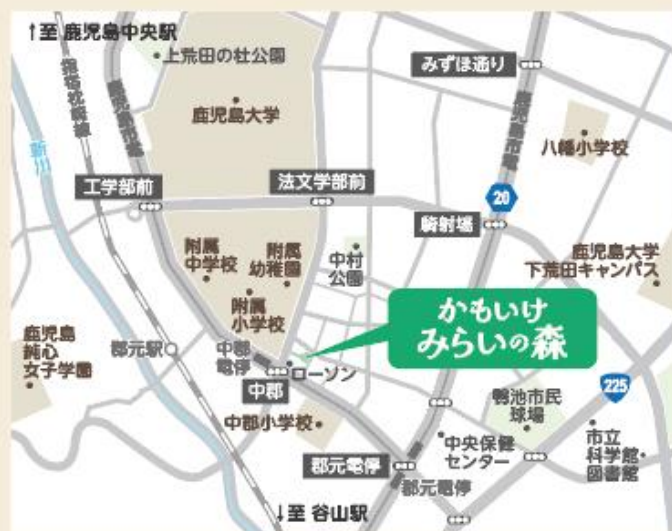 ↑至 鹿児島中央駅
上荒田の杜公園
みずほ通り
指宿枕崎線
鹿児島市電
鹿児島市電
新川
鹿児島大学
八幡小学校
工学部前
法文学部前
20
騎射場
附属
中学校
附属
幼稚園
中村
公園
鹿児島大学
下荒田キャンパス
附属
小学校
かもいけ
みらいの森
鹿児島
純心
女子学園
郡元駅
中郡
電停
ローソン
中郡
225
鴨池市民
球場
中郡小学校
中央保健
センター
市立
科学館
図書館
郡元電停
郡元電停
↓至 谷山駅